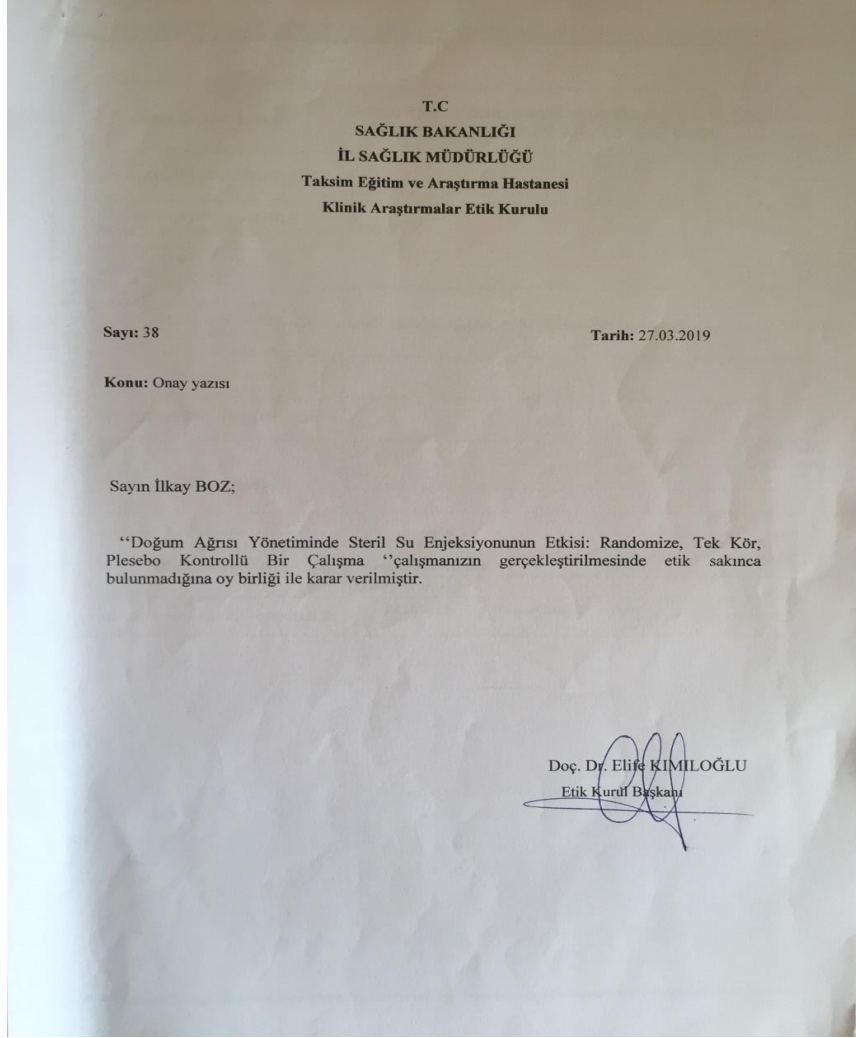 T.C
SAĞLIK BAKANLIĞI
İL SAĞLIK MÜDÜRLÜĞÜ
Taksim Eğitim ve Araştırma Hastanesi
Klinik Araştırmalar Etik Kurulu
Sayı: 38
Tarih: 27.03.2019
Konu: Onay yazısı
Sayın İlkay BOZ;
‘‘Doğum Ağrısı Yönetiminde Steril Su Enjeksiyonunun Etkisi: Randomize, Tek Kör,
Plesebo Kontrollü Bir Çalışma ‘’çalışmanızın gerçekleştirilmesinde etik sakınca
bulunmadığına oy birliği ile karar verilmiştir.
Doç. Dr. Elife KIMILOĞLU
Etik Kurul Başkanı